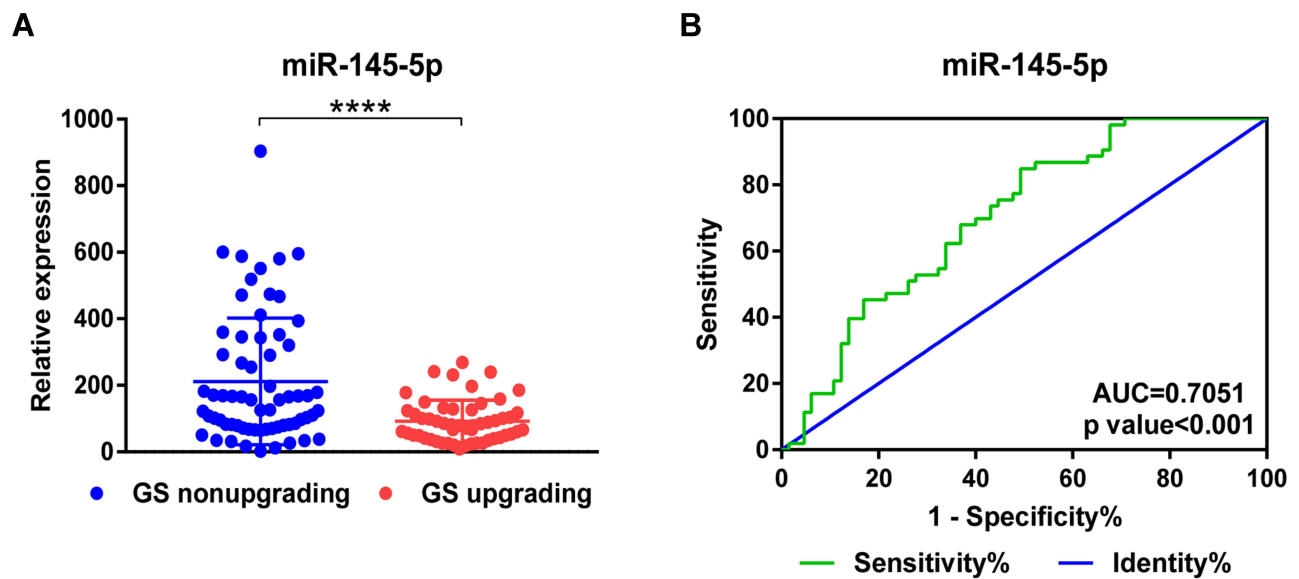 A
miR-145-5p
****
1000
800
600
400
200
0
Relative expression
GS nonupgrading
GS upgrading
B
miR-145-5p
100
80
60
40
20
0
Sensitivity
AUC=0.7051
p value<0.001
0 20 40 60 80 100
1 - Specificity%
Sensitivity% Identity%